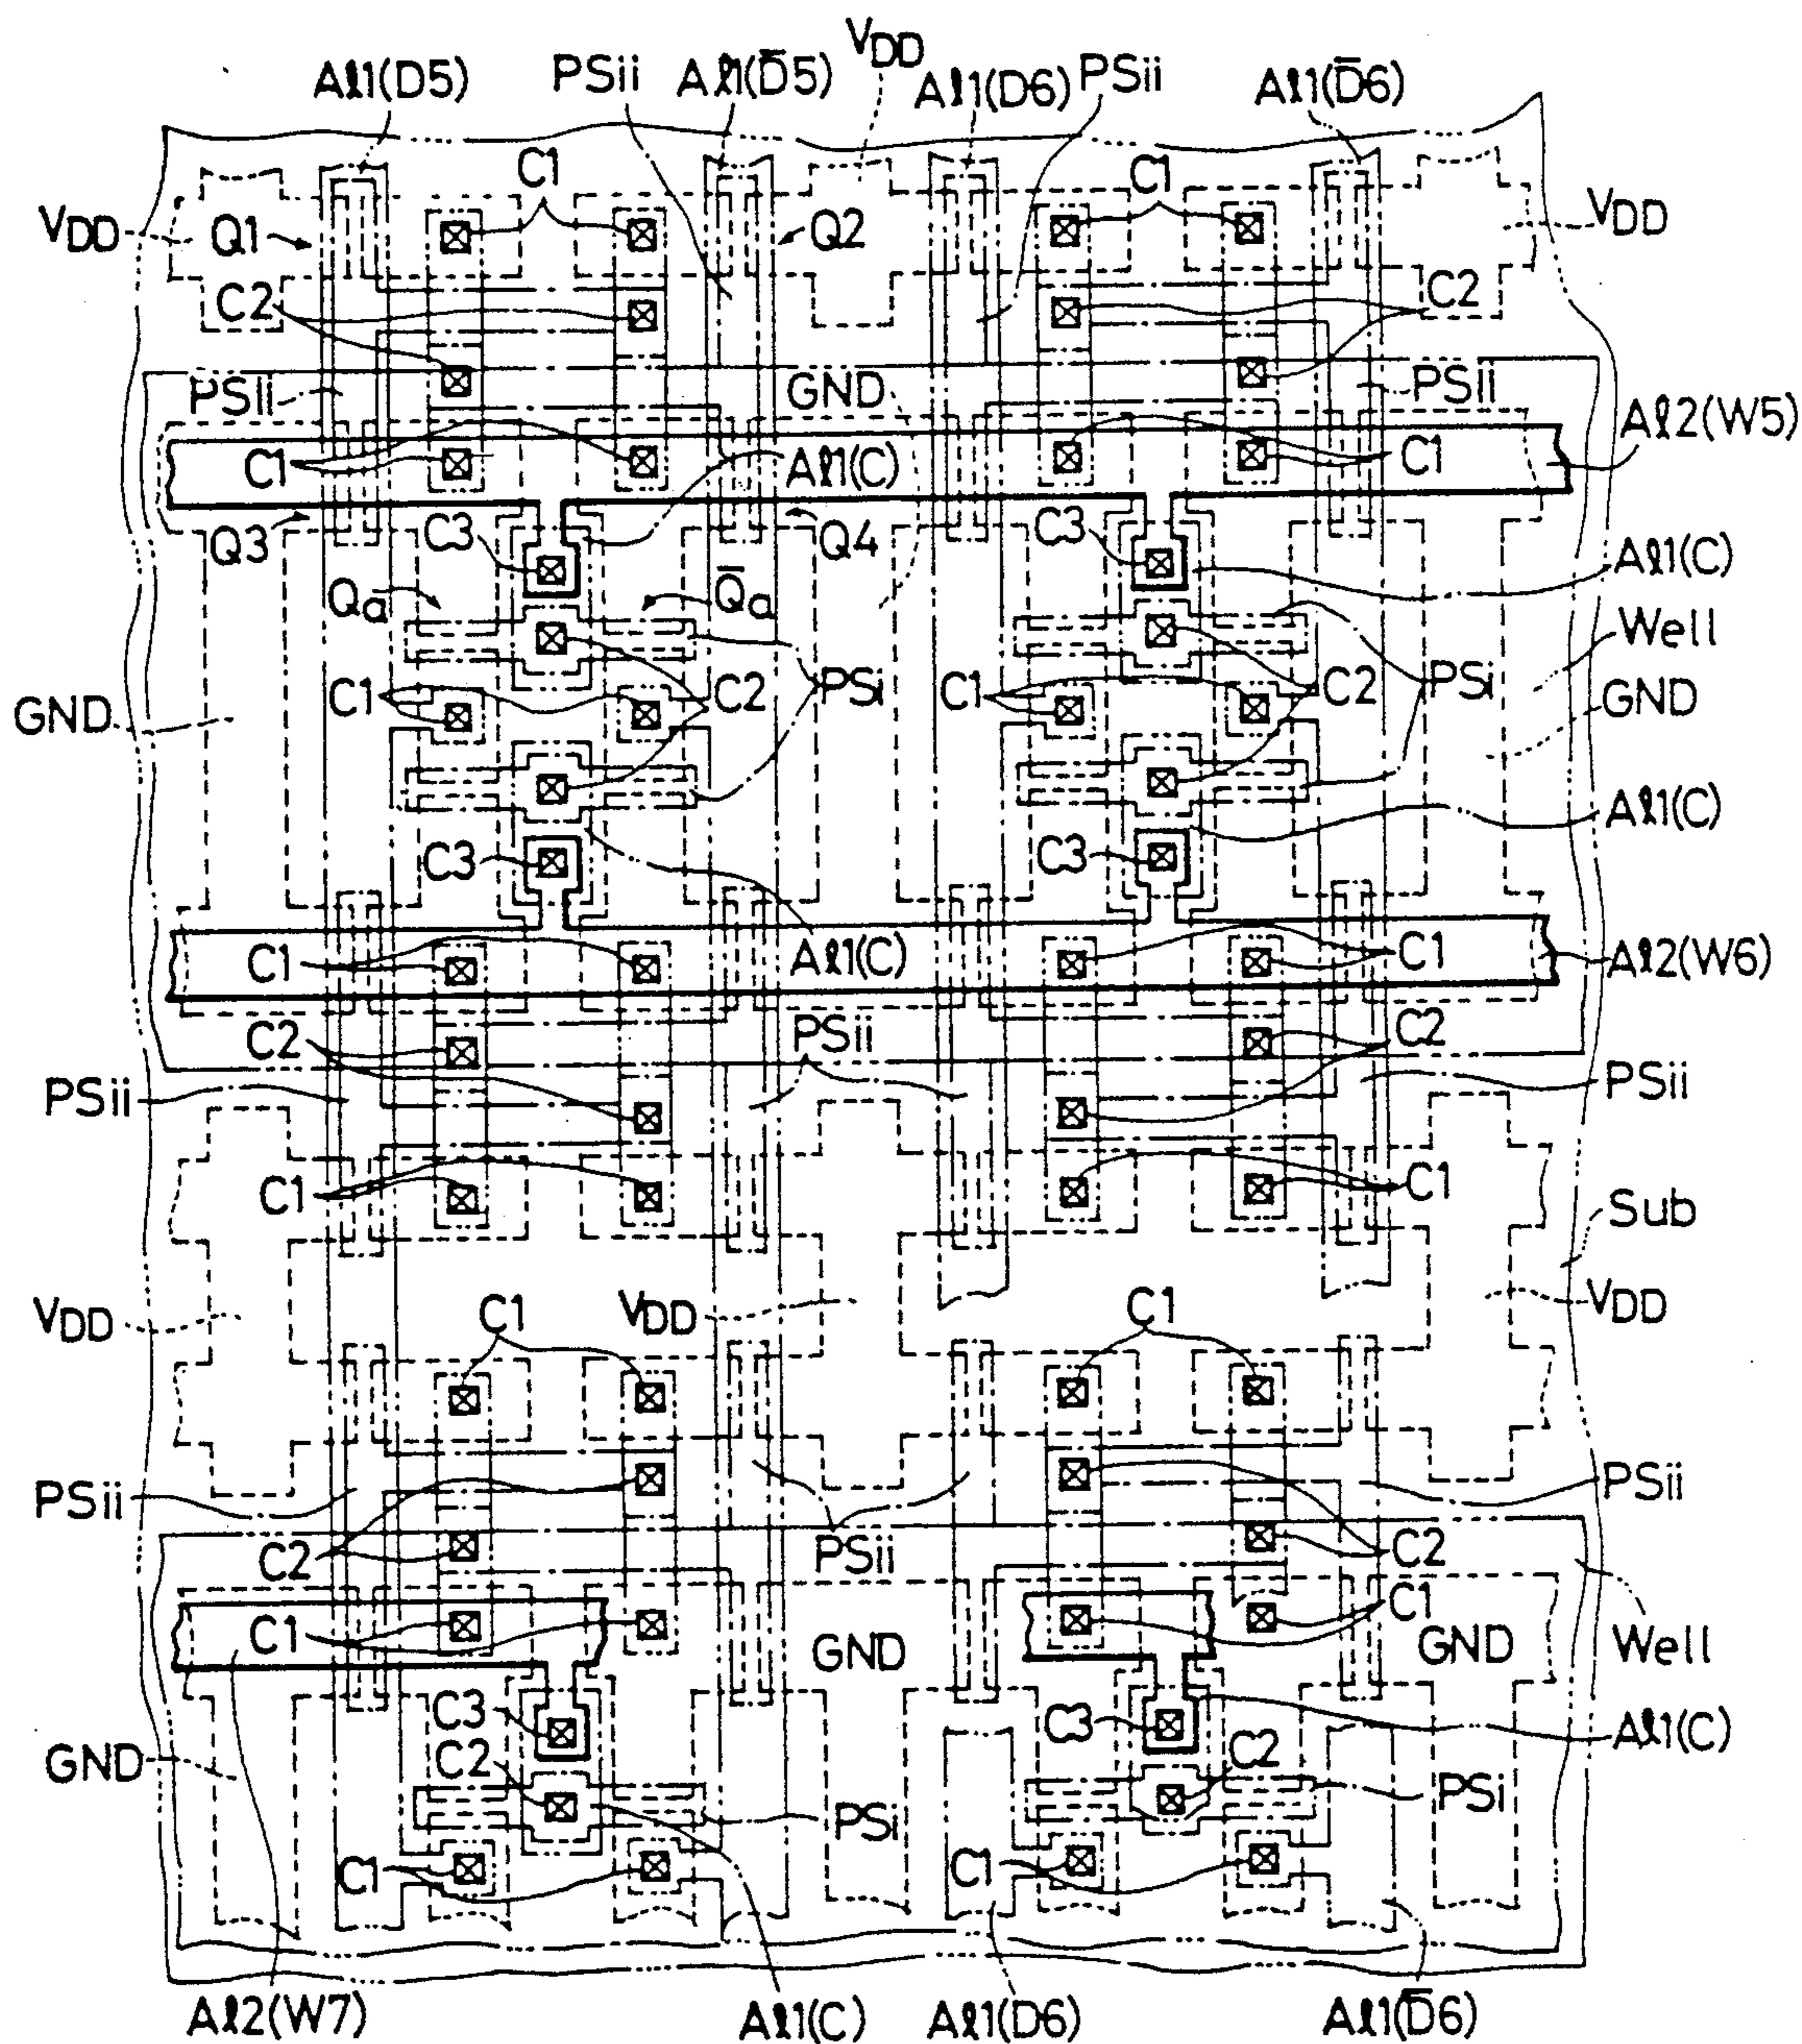 VDD
Aℓ1(D5) PSii Aℓ1(D̄5) Aℓ1(D6) PSii Aℓ1(D̄6)
C1 C1
VDD Q1 Q2 VDD
C2 C2
PSii GND PSii
Aℓ2(W5)
C1 Aℓ1(C) C1
Q3 C3 Q4 C3
Aℓ1(C)
Qa Q̄a
Well
C1 C2 PSi C1 C2 PSi
GND GND
Aℓ1(C)
C3 C3
C1 Aℓ1(C) C1 Aℓ2(W6)
C2 PSii C2
PSii PSii
C1 C1
Sub
VDD C1 VDD C1 VDD
PSii PSii
C2 PSii C2
C1 GND C1 GND Well
C3 C3 Aℓ1(C)
GND C2 C2
PSi PSi
C1 C1
Aℓ2(W7) Aℓ1(C) Aℓ1(D6) Aℓ1(D̄6)